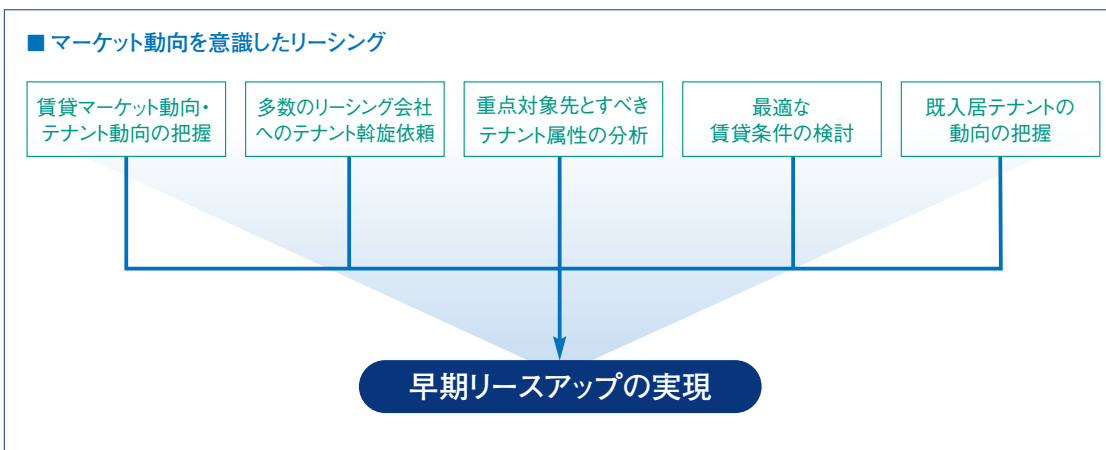 ■ マーケット動向を意識したリーシング
賃貸マーケット動向・
テナント動向の把握
多数のリーシング会社
へのテナント斡旋依頼
重点対象先とすべき
テナント属性の分析
最適な
賃貸条件の検討
既入居テナントの
動向の把握
早期リースアップの実現